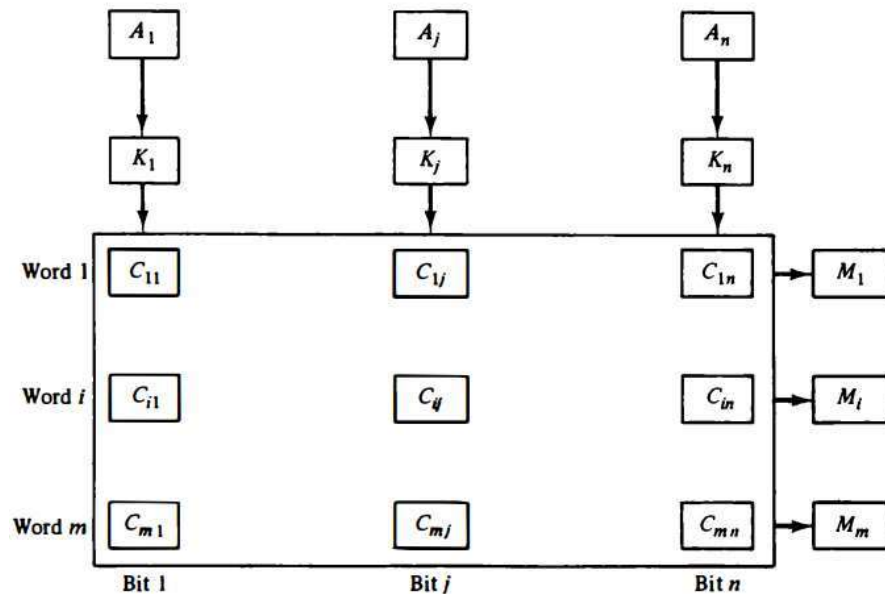 A1 Aj An
K1 Kj Kn
Word 1 C11 C1j C1n M1
Word i Ci1 Cij Cin Mi
Word m Cm1 Cmj Cmn Mm
Bit 1 Bit j Bit n